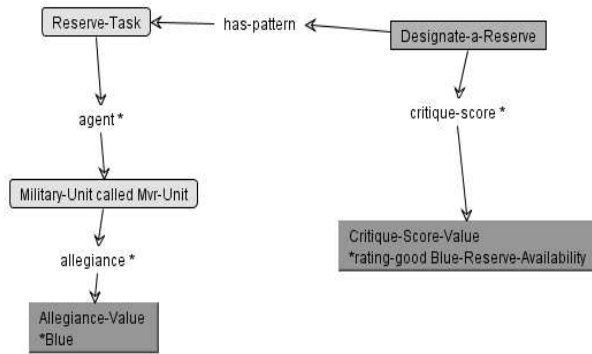 Reserve-Task
has-pattern
Designate-a-Reserve
agent *
critique-score *
Military-Unit called Mvr-Unit
allegiance *
Critique-Score-Value
*rating-good Blue-Reserve-Availability
Allegiance-Value
*Blue